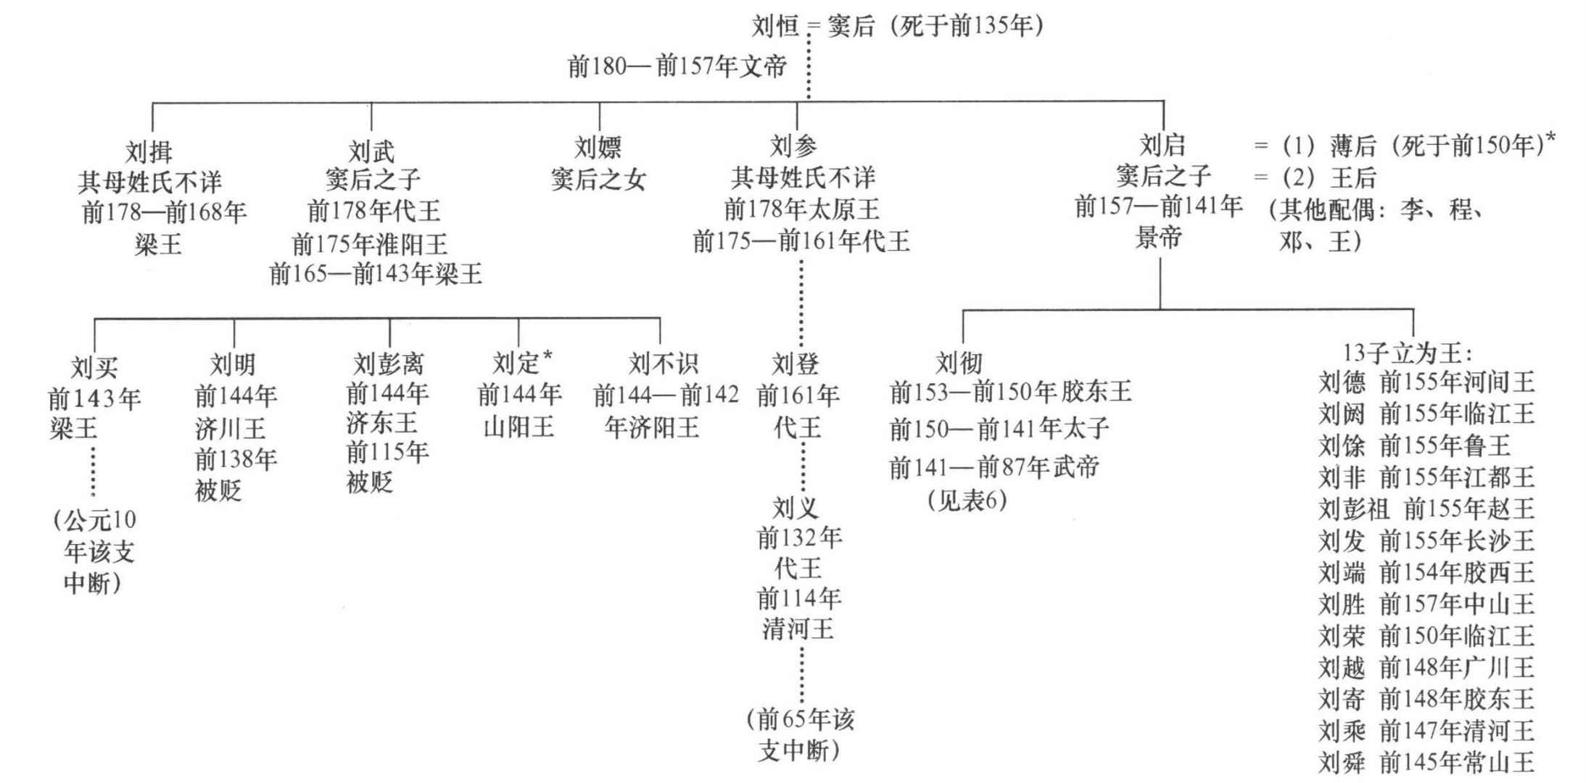 刘恒 = 窦后（死于前135年）
前180—前157年文帝
刘揖
其母姓氏不详
前178—前168年
梁王
刘武
窦后之子
前178年代王
前175年淮阳王
前165—前143年梁王
刘嫖
窦后之女
刘参
其母姓氏不详
前178年太原王
前175—前161年代王
刘启
窦后之子
前157—前141年
景帝
=（1）薄后（死于前150年）*
=（2）王后
（其他配偶：李、程、
邓、王）
刘买
前143年
梁王
（公元10
年该支
中断）
刘明
前144年
济川王
前138年
被贬
刘彭离
前144年
济东王
前115年
被贬
刘定*
前144年
山阳王
刘不识
前144—前142
年济阳王
刘登
前161年
代王
刘义
前132年
代王
前114年
清河王
（前65年该
支中断）
刘彻
前153—前150年胶东王
前150—前141年太子
前141—前87年武帝
（见表6）
13子立为王：
刘德 前155年河间王
刘阏 前155年临江王
刘馀 前155年鲁王
刘非 前155年江都王
刘彭祖 前155年赵王
刘发 前155年长沙王
刘端 前154年胶西王
刘胜 前157年中山王
刘荣 前150年临江王
刘越 前148年广川王
刘寄 前148年胶东王
刘乘 前147年清河王
刘舜 前145年常山王